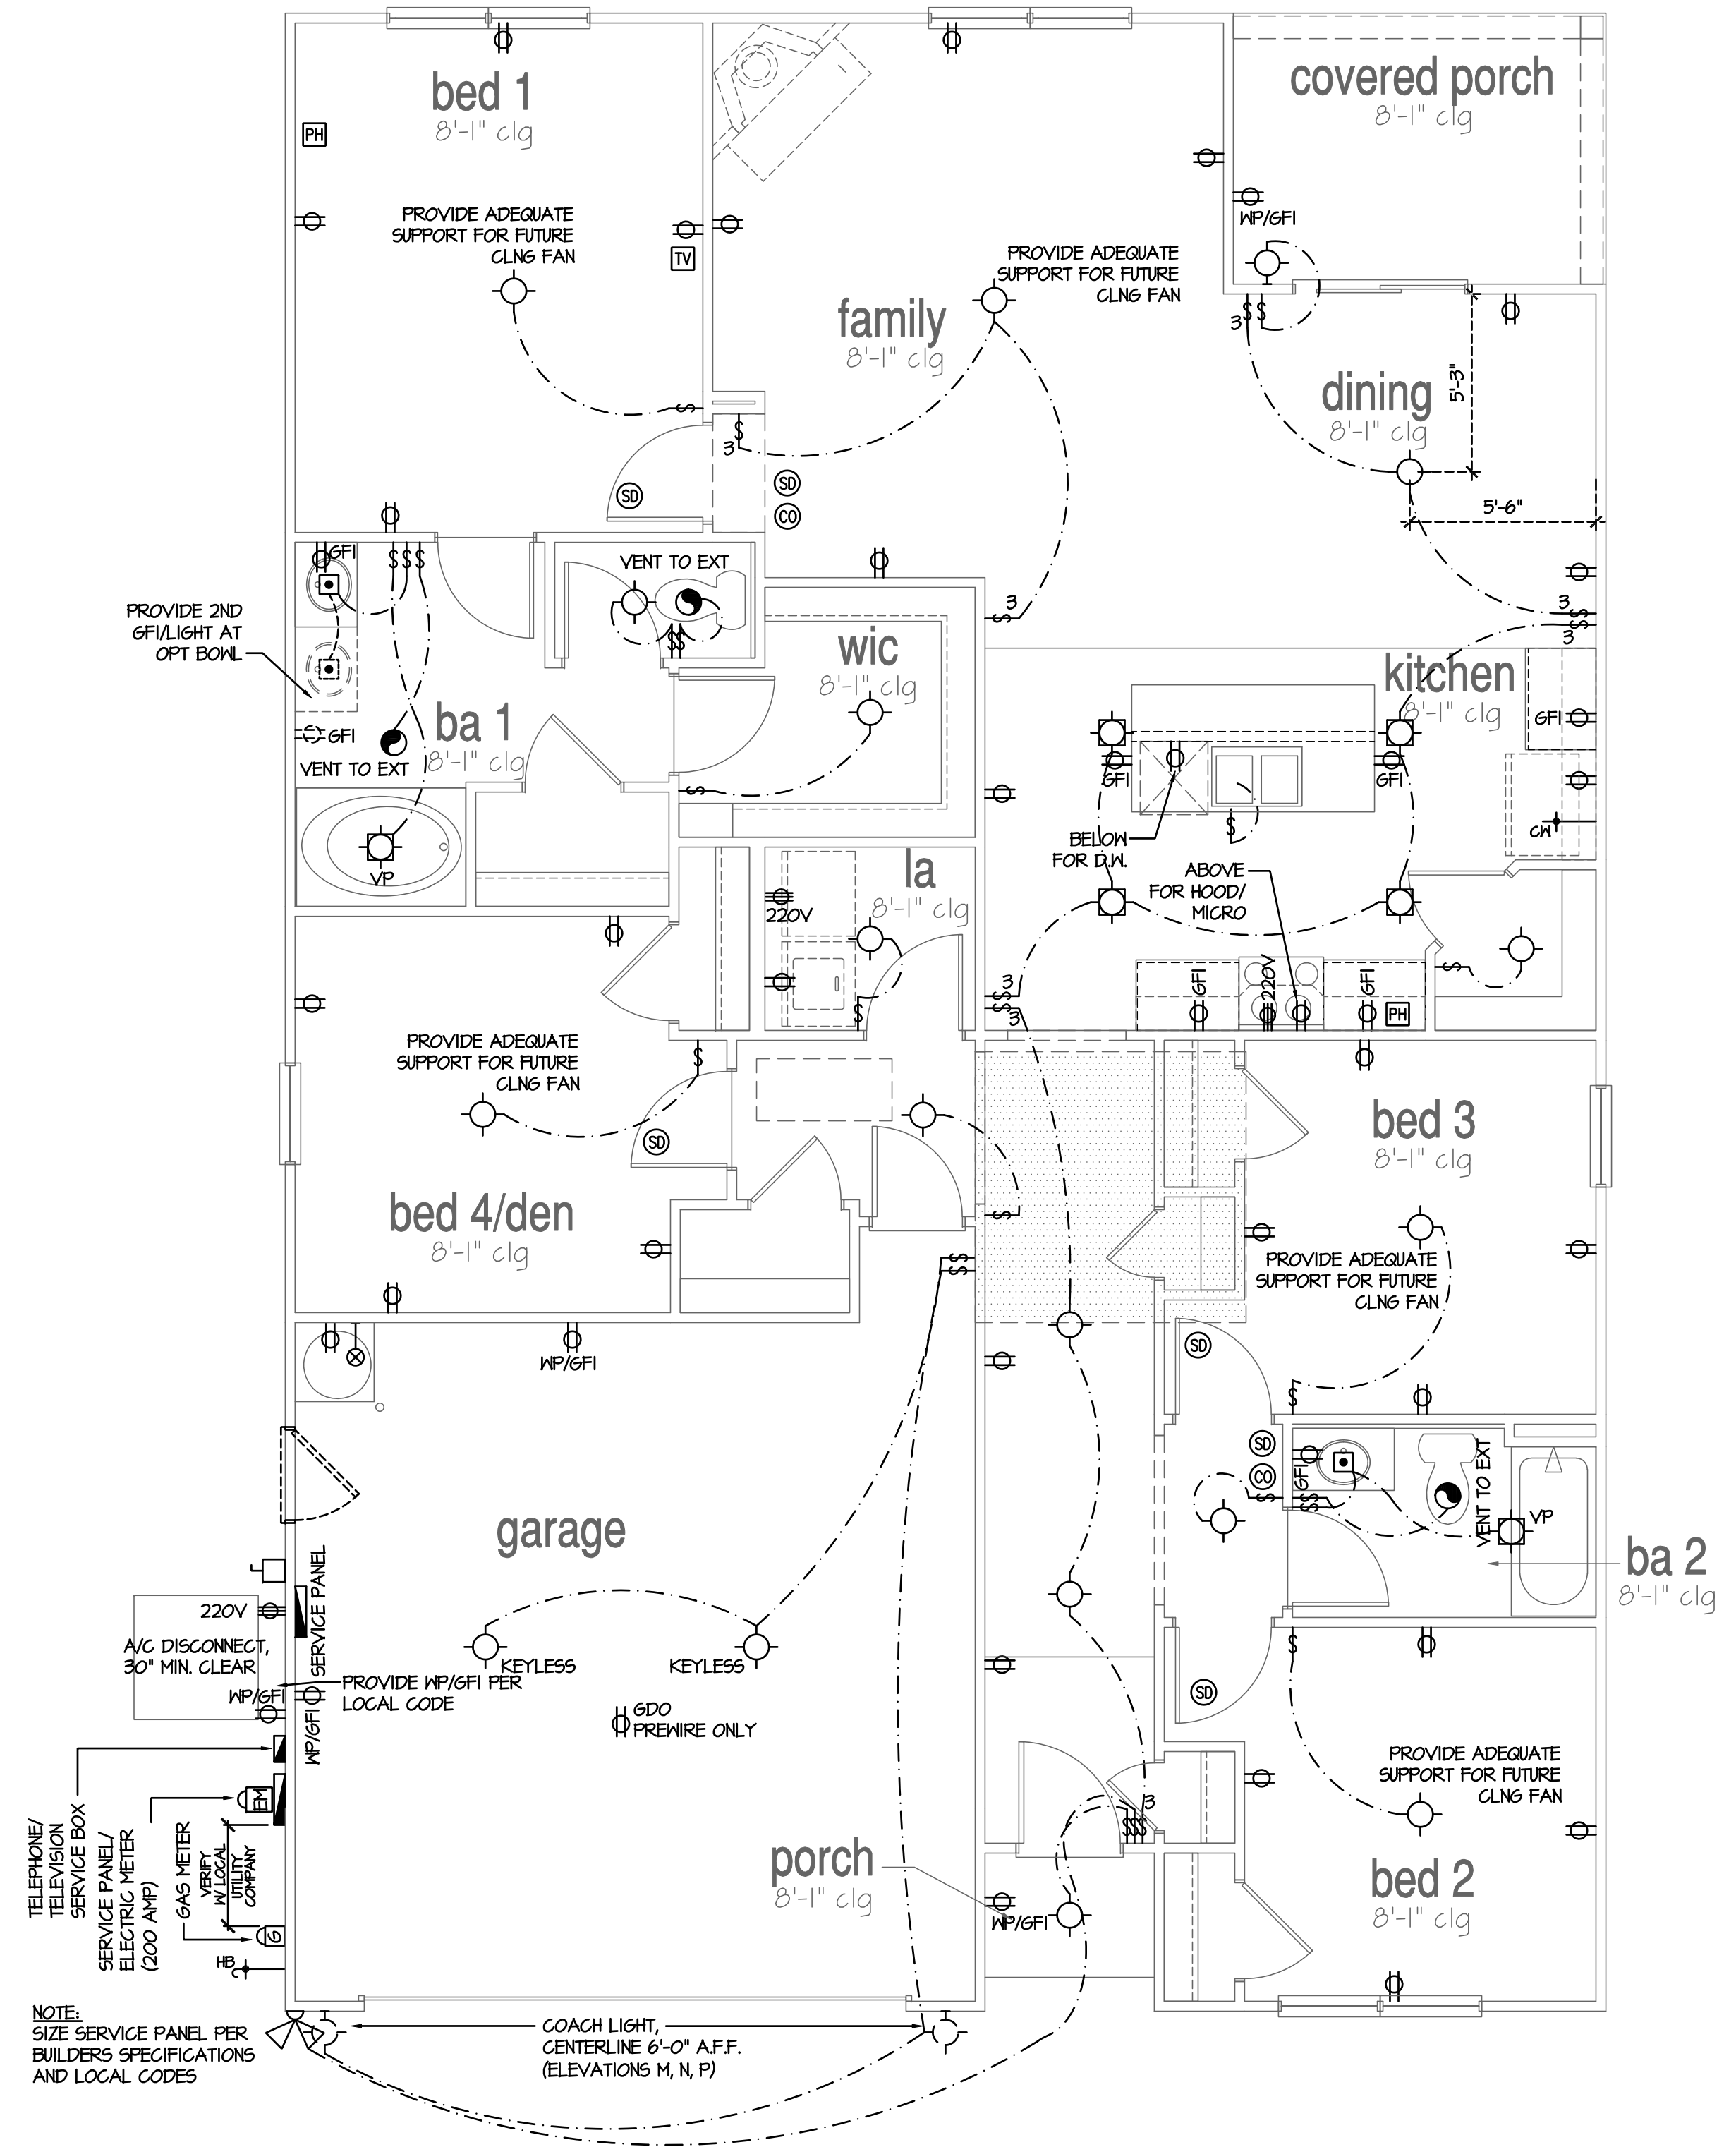 bed 1
8'-1" clg
PH
PROVIDE ADEQUATE
SUPPORT FOR FUTURE
CLNG FAN
TV
S
SD
family
8'-1" clg
PROVIDE ADEQUATE
SUPPORT FOR FUTURE
CLNG FAN
S
3
SD
CO
3
S
covered porch
8'-1" clg
WP/GFI
3
S S
dining
8'-1" clg
5'-3"
5'-6"
3
S
S
3
GFI
S S S
PROVIDE 2ND
GFI/LIGHT AT
OPT BOWL
GFI
VENT TO EXT
ba 1
8'-1" clg
VP
VENT TO EXT
S S
wic
8'-1" clg
S
kitchen
8'-1" clg
GFI
GFI
GFI
S
CW
BELOW
FOR D.W.
ABOVE
FOR HOOD/
MICRO
S
GFI
220V
GFI
PH
3
S
S
3
la
8'-1" clg
220V
S
PROVIDE ADEQUATE
SUPPORT FOR FUTURE
CLNG FAN
S
SD
bed 4/den
8'-1" clg
S
S
S
bed 3
8'-1" clg
PROVIDE ADEQUATE
SUPPORT FOR FUTURE
CLNG FAN
SD
S
WP/GFI
garage
KEYLESS
KEYLESS
GDO
PREWIRE ONLY
SD
CO
S
GFI
S
S
VENT TO EXT
VP
ba 2
8'-1" clg
SERVICE PANEL
220V
A/C DISCONNECT,
30" MIN. CLEAR
WP/GFI
PROVIDE WP/GFI PER
LOCAL CODE
WP/GFI
TELEPHONE/
TELEVISION
SERVICE BOX
SERVICE PANEL/
ELECTRIC METER
(200 AMP)
EM
GAS METER
VERIFY
W/ LOCAL
UTILITY
COMPANY
G
HB
S
SD
PROVIDE ADEQUATE
SUPPORT FOR FUTURE
CLNG FAN
bed 2
8'-1" clg
3
S S S
porch
8'-1" clg
WP/GFI
NOTE:
SIZE SERVICE PANEL PER
BUILDERS SPECIFICATIONS
AND LOCAL CODES
COACH LIGHT,
CENTERLINE 6'-0" A.F.F.
(ELEVATIONS M, N, P)